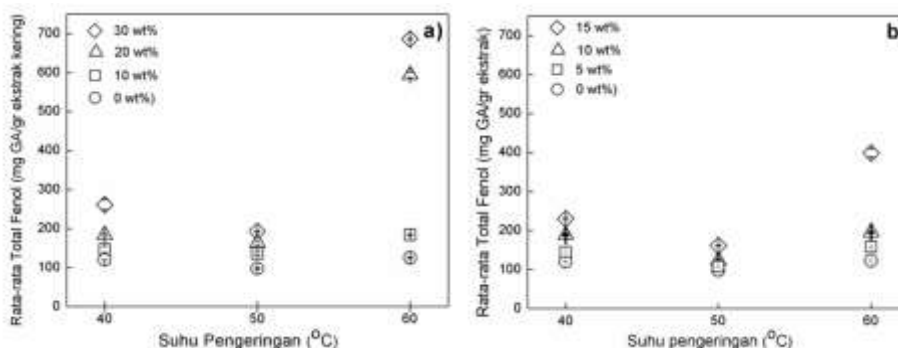 a)
30 wt%
20 wt%
10 wt%
0 wt%)
700
600
500
400
300
200
100
0
40
50
60
Rata-rata Total Fenol (mg GA/gr ekstrak kering)
Suhu Pengeringan (°C)
b
15 wt%
10 wt%
5 wt%
0 wt%)
700
600
500
400
300
200
100
0
40
50
60
Rata-rata Total Fenol (mg GA/gr ekstrak)
Suhu pengeringan (°C)